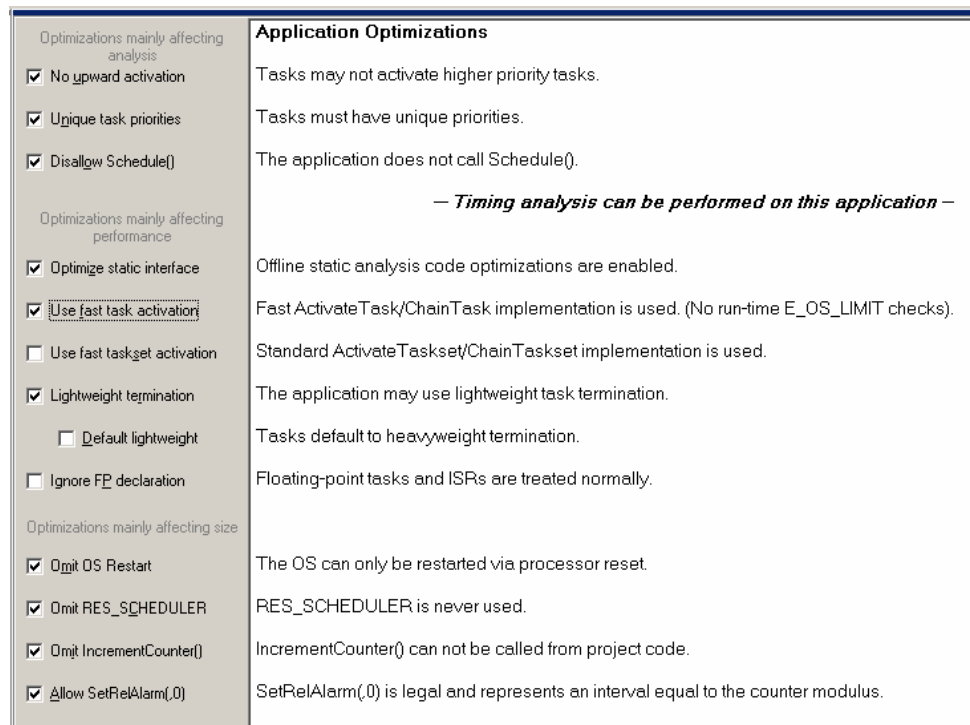 Optimizations mainly affecting
analysis
Application Optimizations
No upward activation
Tasks may not activate higher priority tasks.
Unique task priorities
Tasks must have unique priorities.
Disallow Schedule()
The application does not call Schedule().
– Timing analysis can be performed on this application –
Optimizations mainly affecting
performance
Optimize static interface
Offline static analysis code optimizations are enabled.
Use fast task activation
Fast ActivateTask/ChainTask implementation is used. (No run-time E_OS_LIMIT checks).
Use fast taskset activation
Standard ActivateTaskset/ChainTaskset implementation is used.
Lightweight termination
The application may use lightweight task termination.
Default lightweight
Tasks default to heavyweight termination.
Ignore FP declaration
Floating-point tasks and ISRs are treated normally.
Optimizations mainly affecting size
Omit OS Restart
The OS can only be restarted via processor reset.
Omit RES_SCHEDULER
RES_SCHEDULER is never used.
Omit IncrementCounter()
IncrementCounter() can not be called from project code.
Allow SetRelAlarm(,0)
SetRelAlarm(,0) is legal and represents an interval equal to the counter modulus.